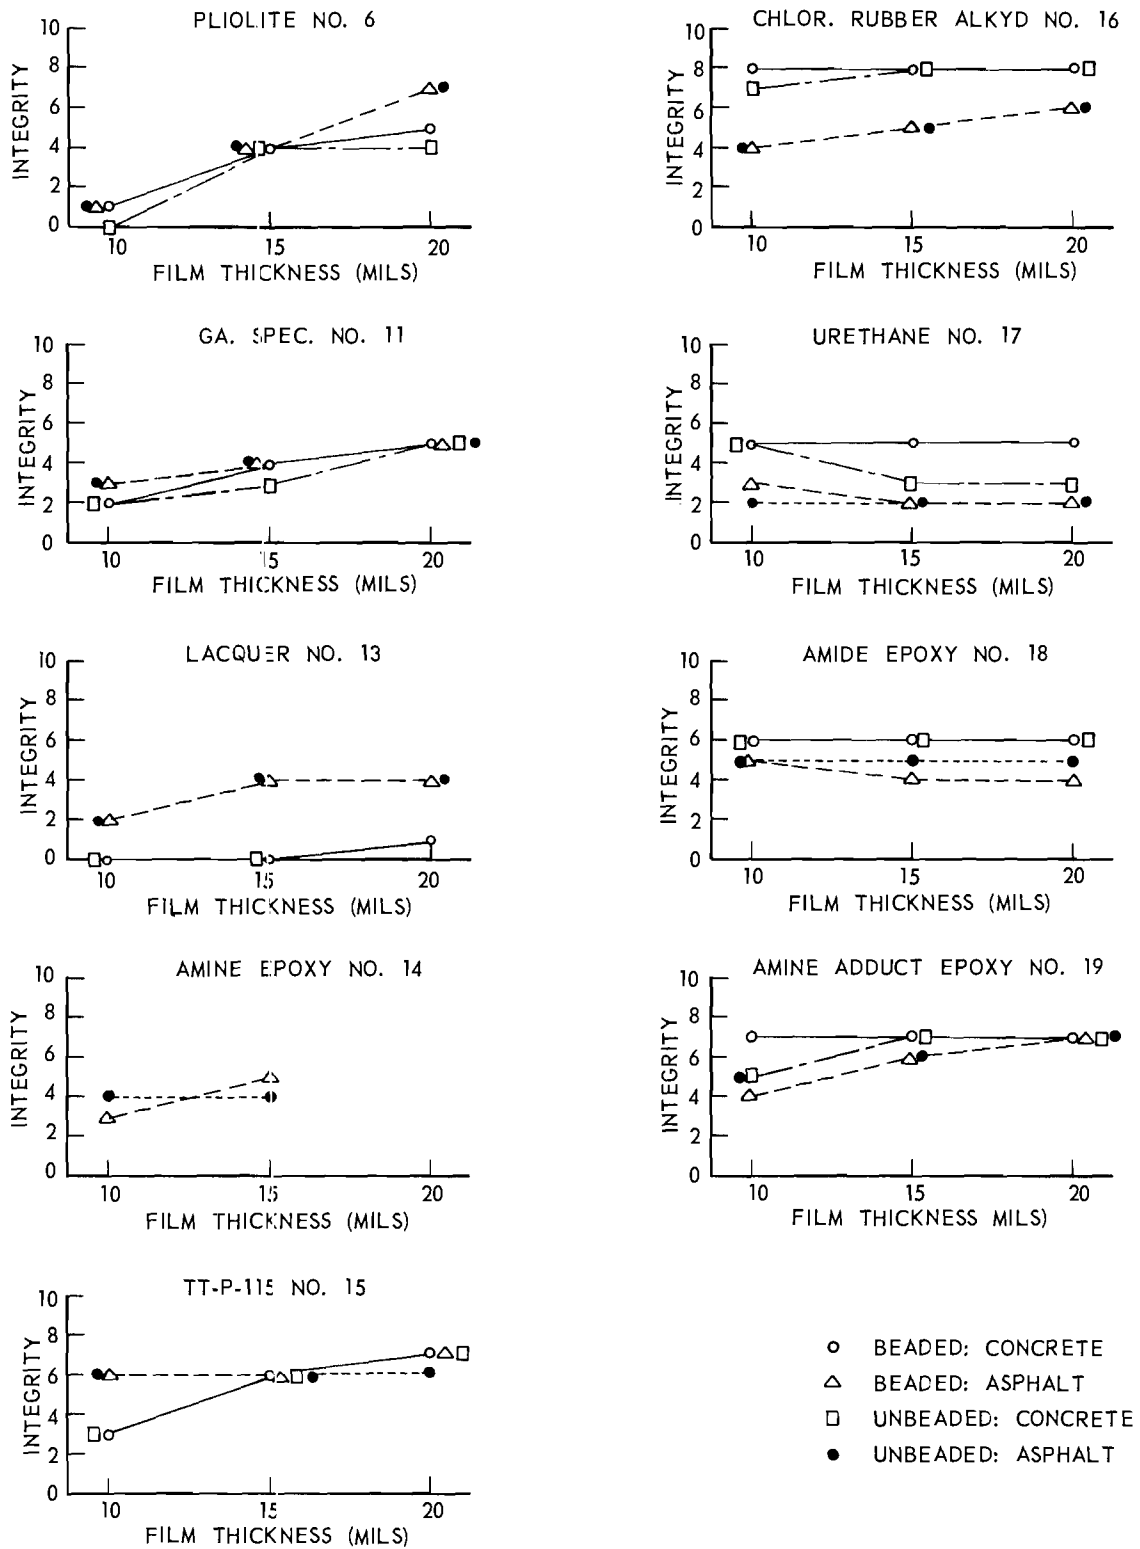 PLIOLITE NO. 6
10
8
6
4
2
0
INTEGRITY
10 15 20
FILM THICKNESS (MILS)
CHLOR. RUBBER ALKYD NO. 16
10
8
6
4
2
0
INTEGRITY
10 15 20
FILM THICKNESS (MILS)
GA. SPEC. NO. 11
10
8
6
4
2
0
INTEGRITY
10 15 20
FILM THICKNESS (MILS)
URETHANE NO. 17
10
8
6
4
2
0
INTEGRITY
10 15 20
FILM THICKNESS (MILS)
LACQUER NO. 13
10
8
6
4
2
0
INTEGRITY
10 15 20
FILM THICKNESS (MILS)
AMIDE EPOXY NO. 18
10
8
6
4
2
0
INTEGRITY
10 15 20
FILM THICKNESS (MILS)
AMINE EPOXY NO. 14
10
8
6
4
2
0
INTEGRITY
10 15 20
FILM THICKNESS (MILS)
AMINE ADDUCT EPOXY NO. 19
10
8
6
4
2
0
INTEGRITY
10 15 20
FILM THICKNESS MILS)
TT-P-115 NO. 15
10
8
6
4
2
0
INTEGRITY
10 15 20
FILM THICKNESS (MILS)
BEADED: CONCRETE
BEADED: ASPHALT
UNBEADED: CONCRETE
UNBEADED: ASPHALT